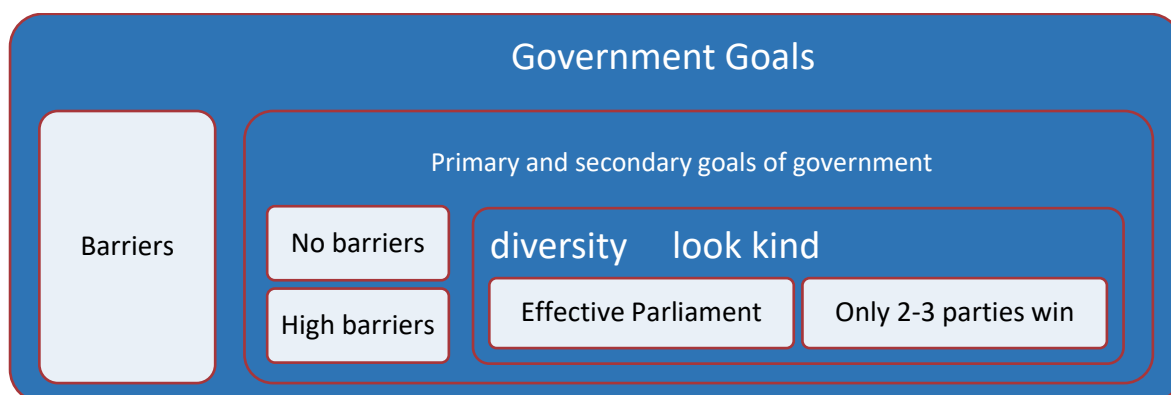 Government Goals
Primary and secondary goals of government
Barriers
No barriers
diversity look kind
High barriers
Effective Parliament
Only 2-3 parties win